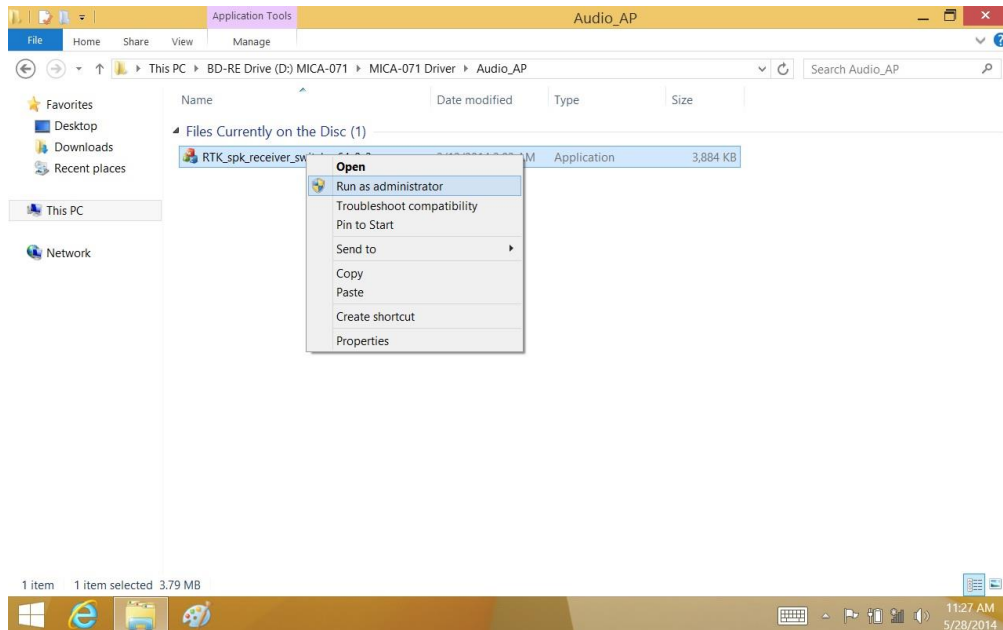 Application Tools
Audio_AP
File Home Share View Manage
This PC BD-RE Drive (D:) MICA-071 MICA-071 Driver Audio_AP
Search Audio_AP
Favorites
Desktop
Downloads
Recent places
This PC
Network
Name Date modified Type Size
Files Currently on the Disc (1)
Application 3,884 KB
Open
Run as administrator
Troubleshoot compatibility
Pin to Start
Send to
Copy
Paste
Create shortcut
Properties
1 item 1 item selected 3.79 MB
11:27 AM
5/28/2014